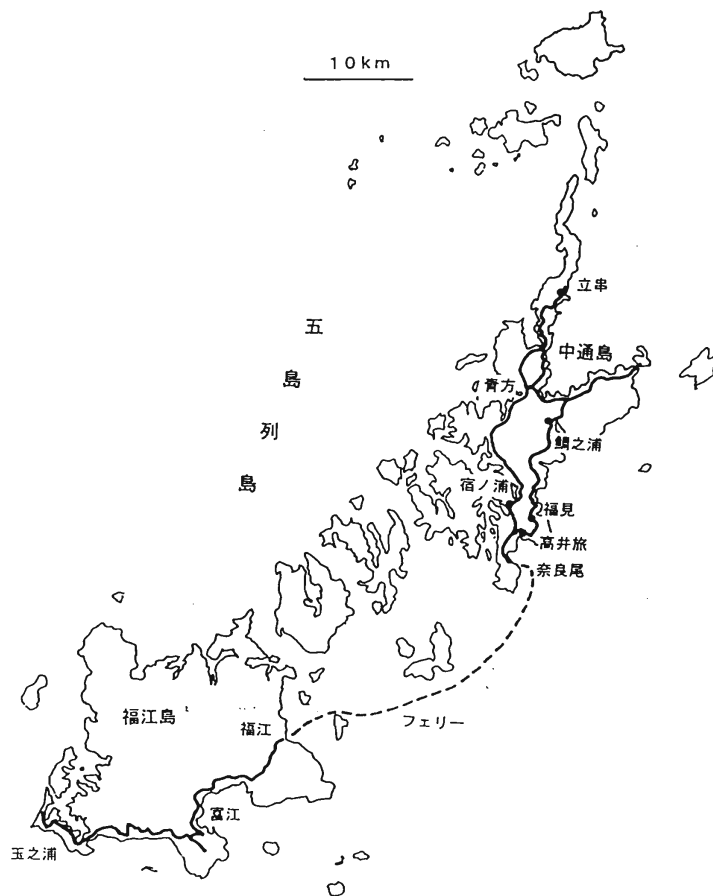 10km
立串
五島列島
中通島
青方
鯛之浦
宿ノ浦
福見
高井旅
奈良尾
福江島
福江
フェリー
富江
玉之浦